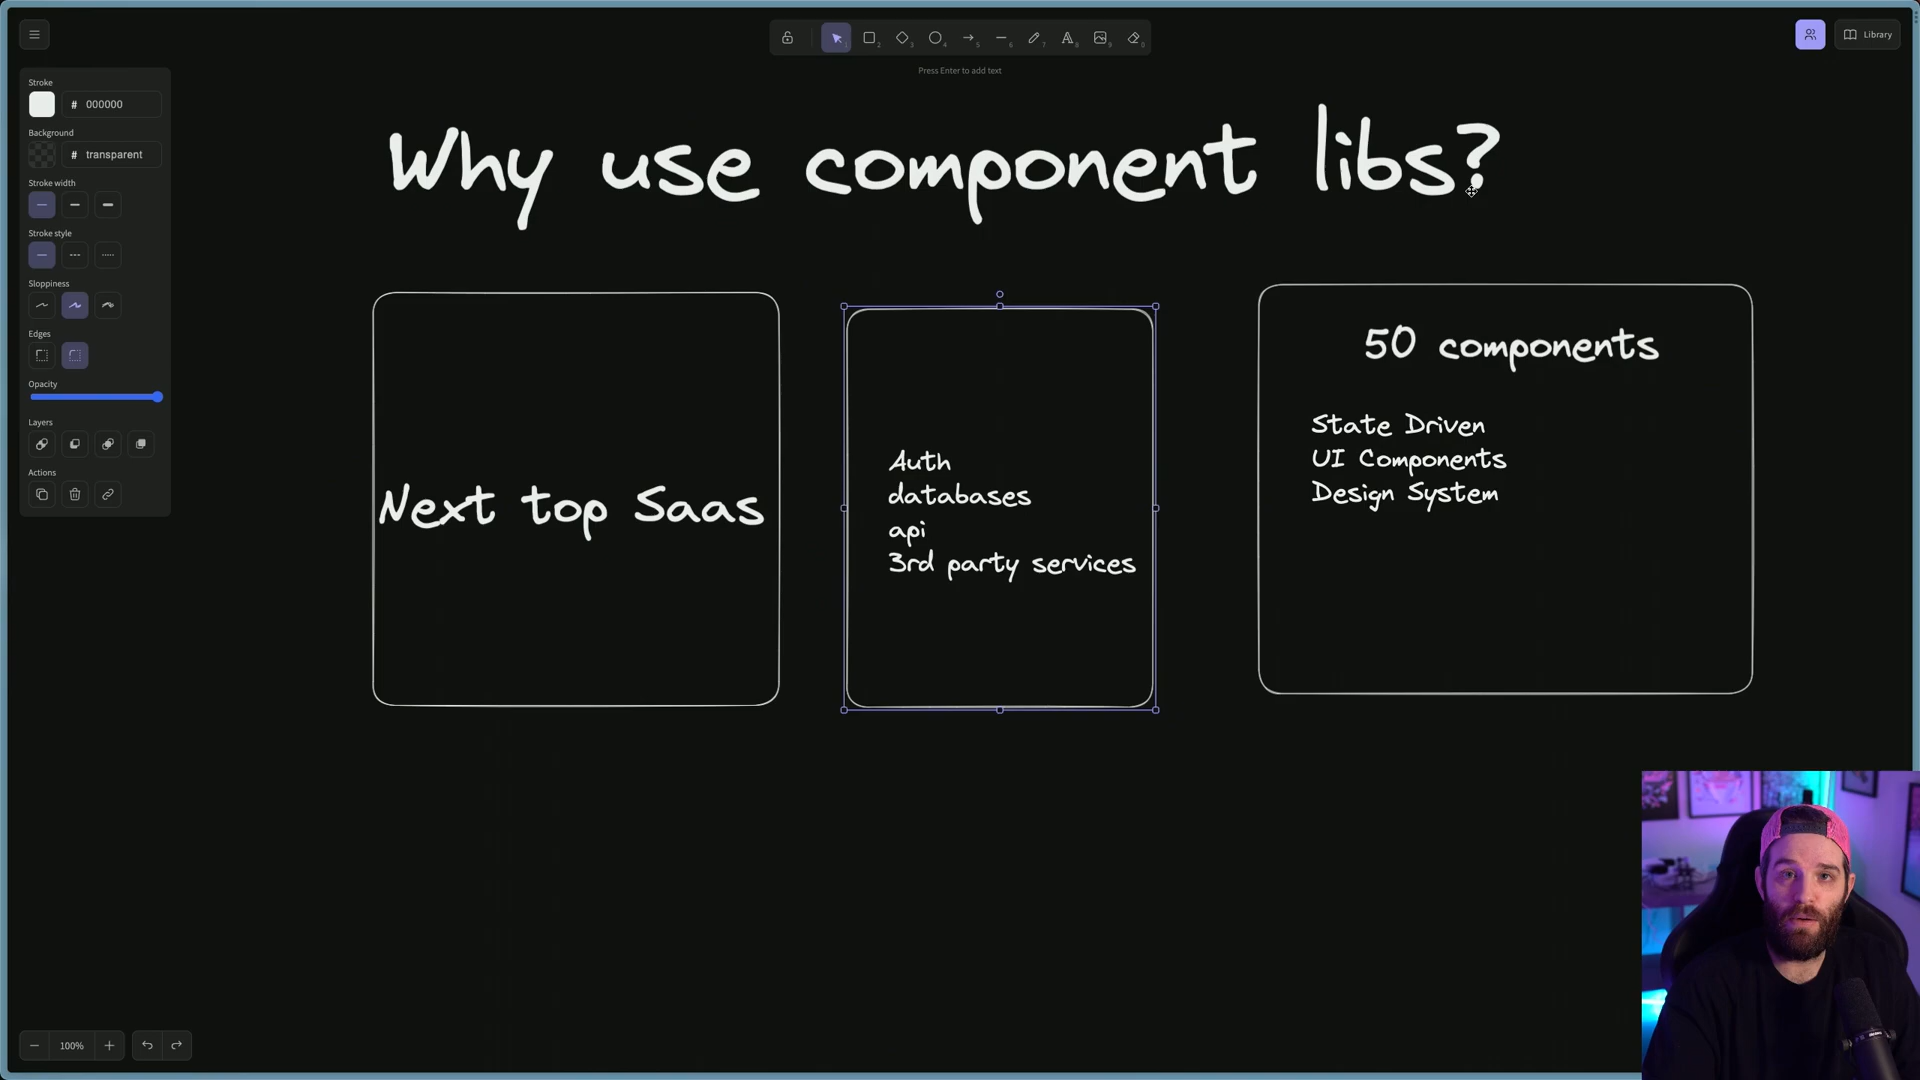 Library
Press Enter to add text
Stroke
# 000000
Background
# transparent
Stroke width
Stroke style
Sloppiness
Edges
Opacity
Layers
Actions
Why use component libs?
Next top Saas
Auth
databases
api
3rd party services
50 components
State Driven
UI Components
Design System
100%